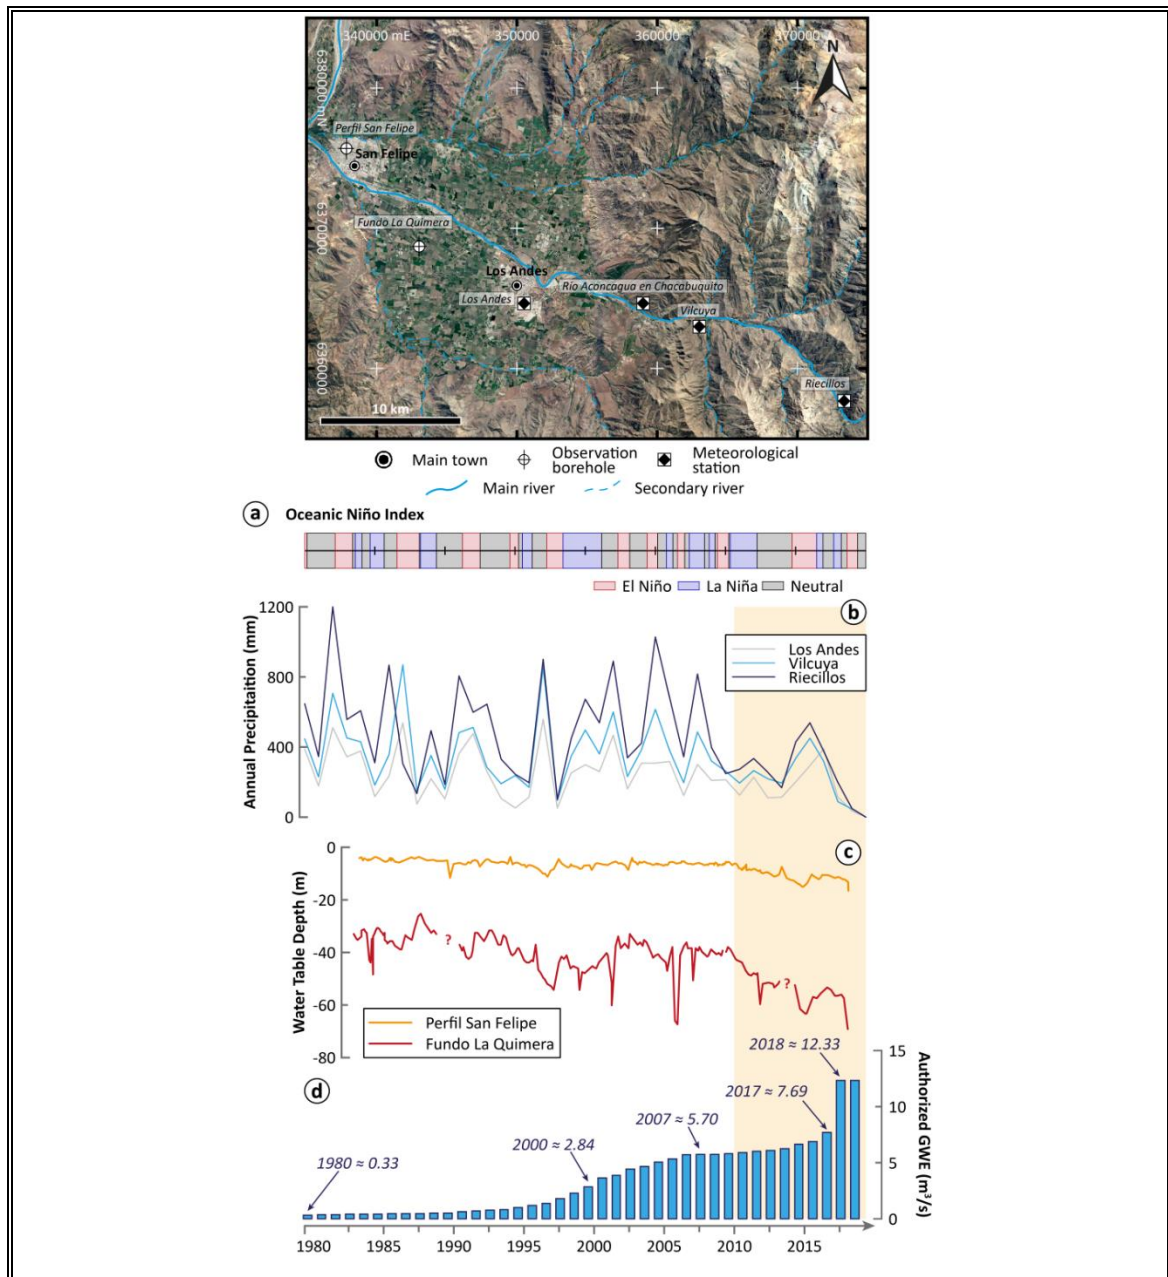 340000 mE
350000
360000
370000
N
6380000 mN
Perfil San Felipe
San Felipe
6370000
Fundo La Quimera
Los Andes
Los Andes
Río Aconcagua en Chacabuquito
Vilcuya
6360000
Riecillos
10 km
Main town
Observation borehole
Meteorological station
Main river
Secondary river
a Oceanic Niño Index
El Niño La Niña Neutral
b
Annual Precipitaition (mm)
1200
800
400
0
Los Andes
Vilcuya
Riecillos
c
Water Table Depth (m)
0
-20
-40
-60
-80
?
?
Perfil San Felipe
Fundo La Quimera
d
1980 ≈ 0.33
2000 ≈ 2.84
2007 ≈ 5.70
2017 ≈ 7.69
2018 ≈ 12.33
15
10
5
0
Authorized GWE (m³/s)
1980 1985 1990 1995 2000 2005 2010 2015